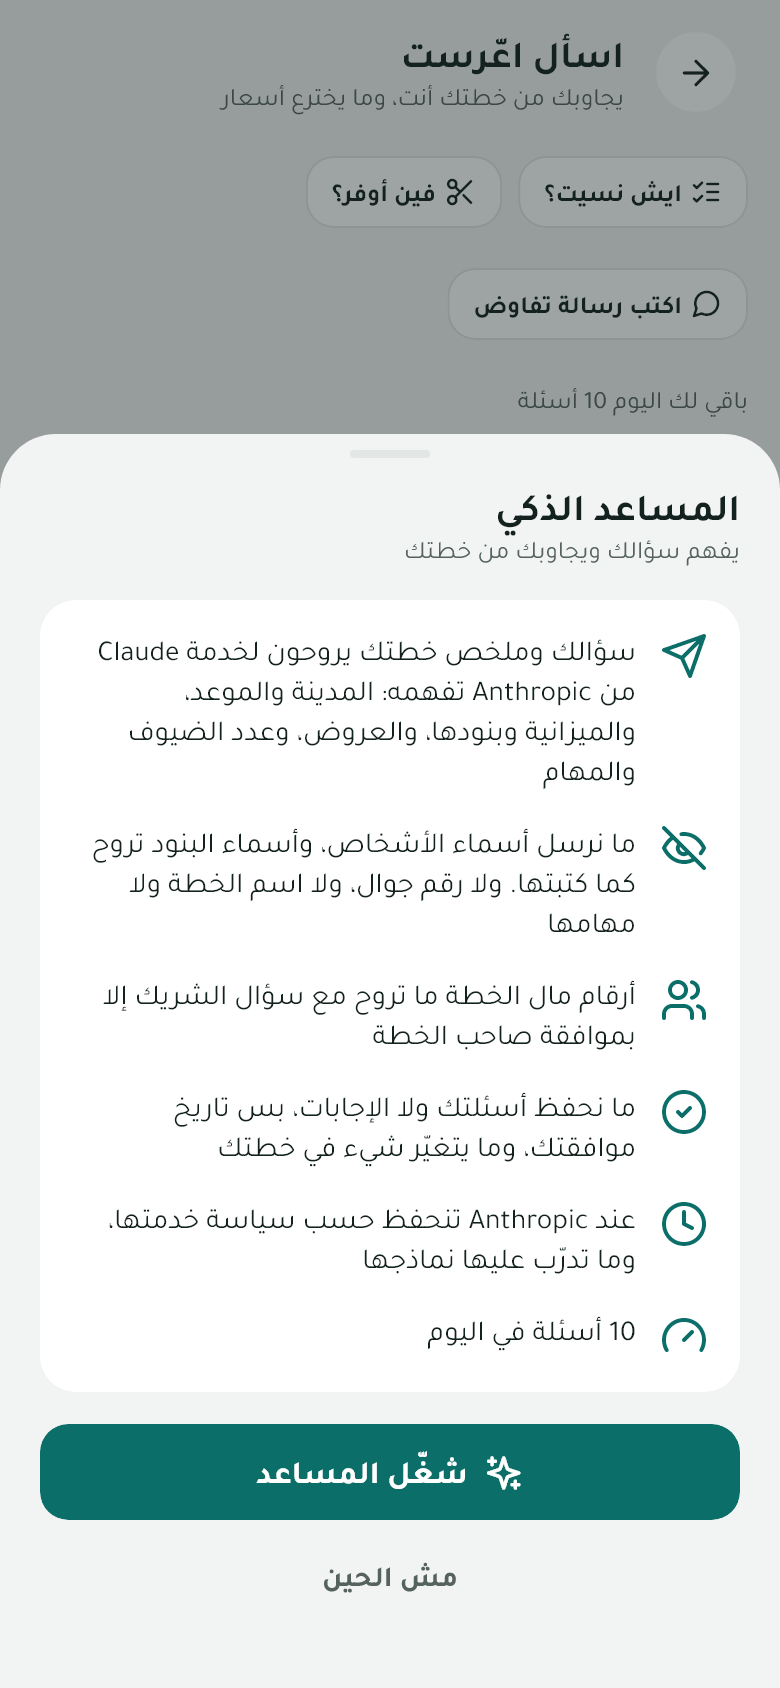 اسأل اعّرست
يجاوبك من خطتك أنت، وما يخترع أسعار
ايش نسيت؟
فين أوفر؟
اكتب رسالة تفاوض
باقي لك اليوم 10 أسئلة
المساعد الذكي
يفهم سؤالك ويجاوبك من خطتك
سؤالك وملخص خطتك يروحون لخدمة Claude
من Anthropic تفهمه: المدينة والموعد،
والميزانية وبنودها، والعروض، وعدد الضيوف
والمهام
ما نرسل أسماء الأشخاص، وأسماء البنود تروح
كما كتبتها. ولا رقم جوال، ولا اسم الخطة ولا
مهامها
أرقام مال الخطة ما تروح مع سؤال الشريك إلا
بموافقة صاحب الخطة
ما نحفظ أسئلتك ولا الإجابات، بس تاريخ
موافقتك، وما يتغيّر شيء في خطتك
عند Anthropic تنحفظ حسب سياسة خدمتها،
وما تدرّب عليها نماذجها
10 أسئلة في اليوم
شغّل المساعد
مش الحين